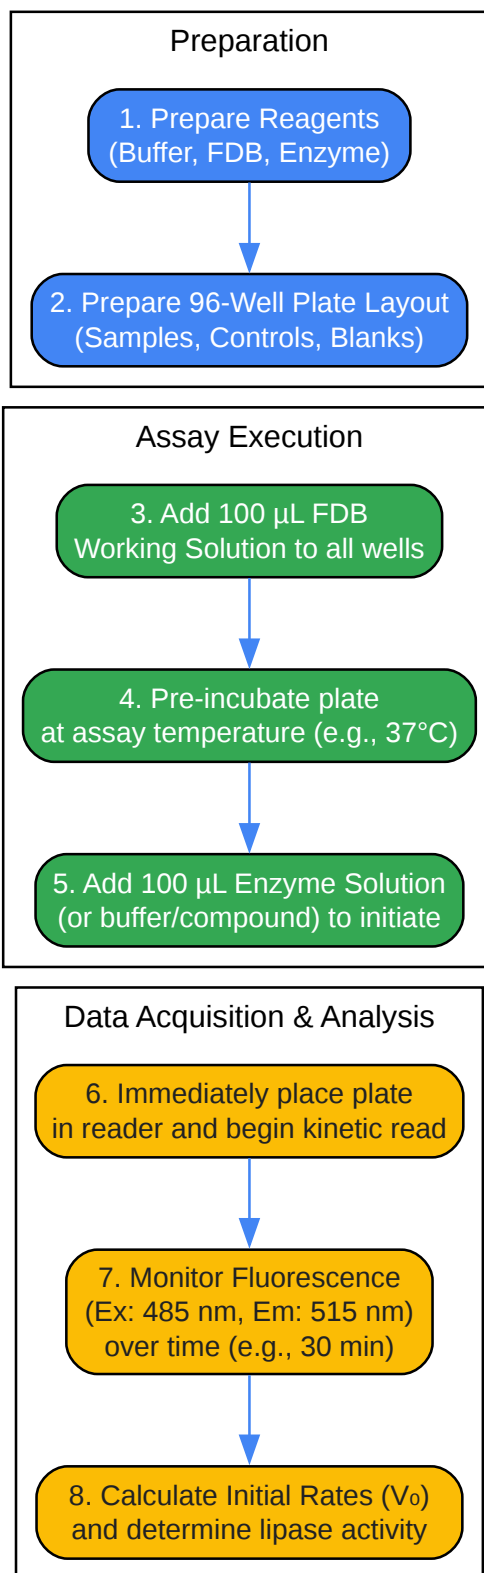 Preparation
1. Prepare Reagents
(Buffer, FDB, Enzyme)
2. Prepare 96-Well Plate Layout
(Samples, Controls, Blanks)
Assay Execution
3. Add 100 µL FDB
Working Solution to all wells
4. Pre-incubate plate
at assay temperature (e.g., 37°C)
5. Add 100 µL Enzyme Solution
(or buffer/compound) to initiate
Data Acquisition & Analysis
6. Immediately place plate
in reader and begin kinetic read
7. Monitor Fluorescence
(Ex: 485 nm, Em: 515 nm)
over time (e.g., 30 min)
8. Calculate Initial Rates (V₀)
and determine lipase activity